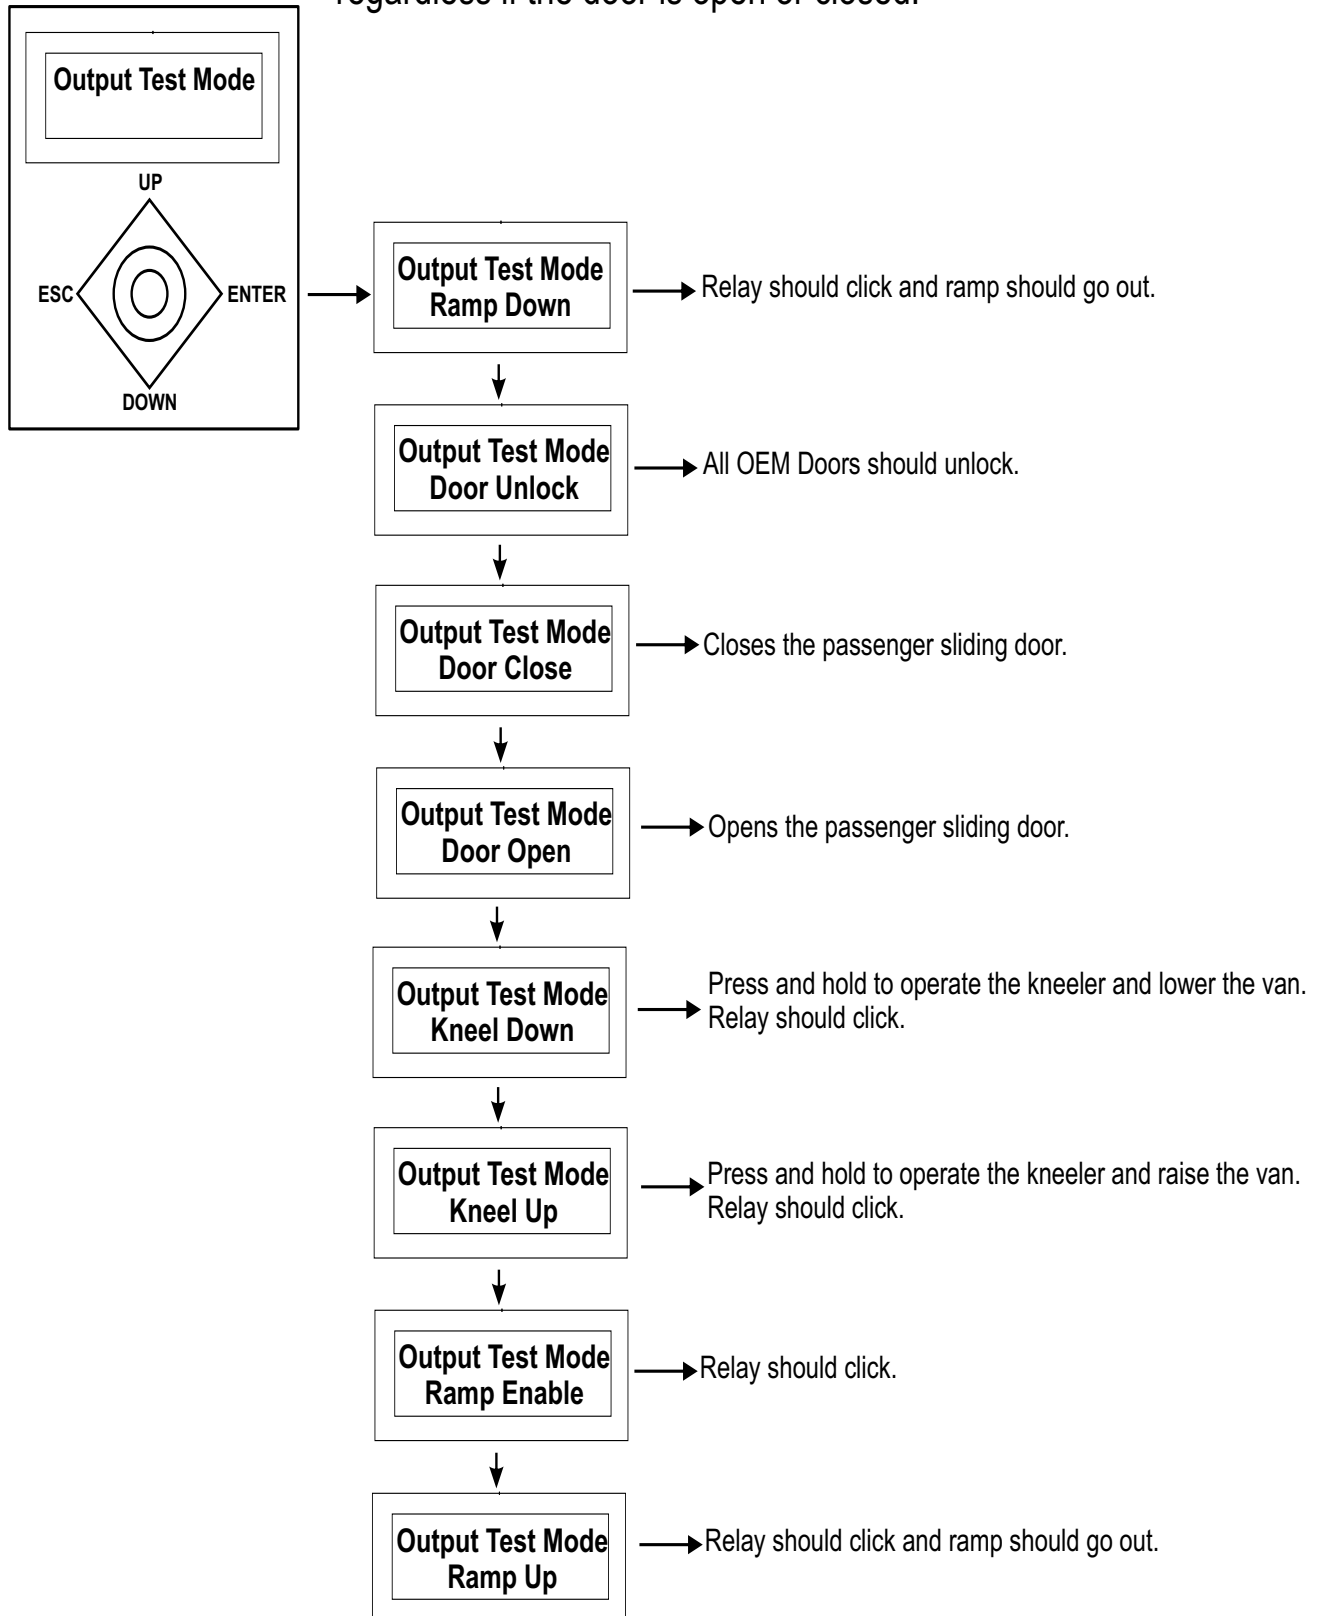 regardless if the door is open or closed.
Output Test Mode
UP
ESC
ENTER
DOWN
Output Test Mode
Ramp Down
Relay should click and ramp should go out.
Output Test Mode
Door Unlock
All OEM Doors should unlock.
Output Test Mode
Door Close
Closes the passenger sliding door.
Output Test Mode
Door Open
Opens the passenger sliding door.
Output Test Mode
Kneel Down
Press and hold to operate the kneeler and lower the van.
Relay should click.
Output Test Mode
Kneel Up
Press and hold to operate the kneeler and raise the van.
Relay should click.
Output Test Mode
Ramp Enable
Relay should click.
Output Test Mode
Ramp Up
Relay should click and ramp should go out.